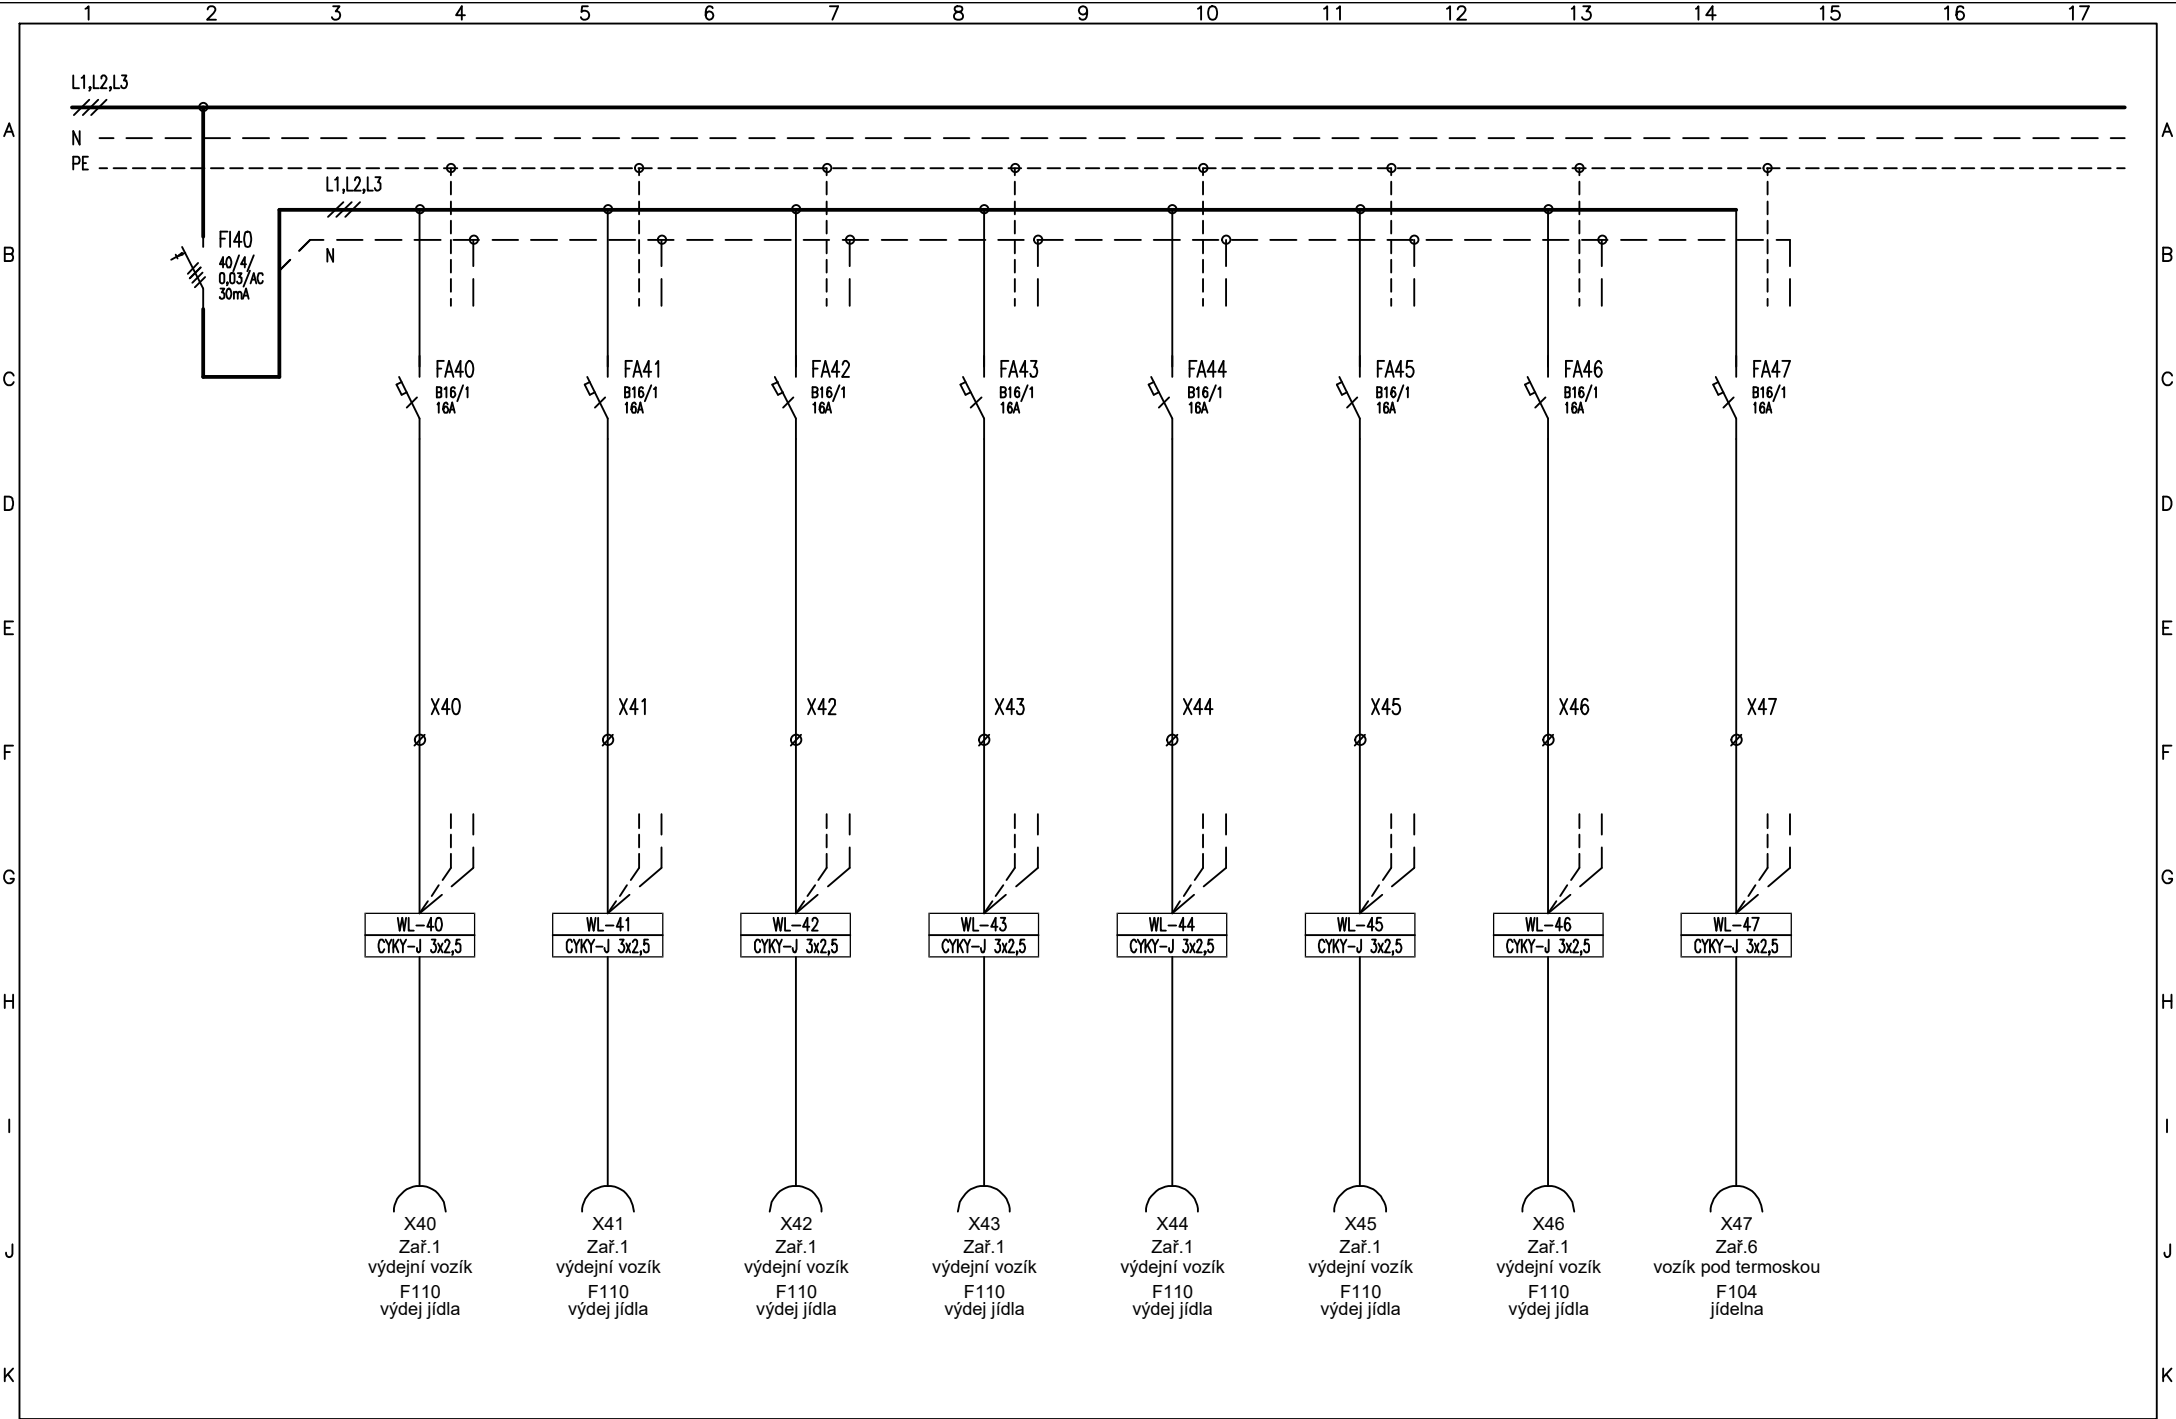 1 2 3 4 5 6 7 8 9 10 11 12 13 14 15 16 17
L1,L2,L3
A A
N
PE
L1,L2,L3
FI40
B B
N
40/4/
0,03/AC
30mA
FA40 FA41 FA42 FA43 FA44 FA45 FA46 FA47
C C
B16/1 B16/1 B16/1 B16/1 B16/1 B16/1 B16/1 B16/1
16A 16A 16A 16A 16A 16A 16A 16A
D D
E E
X40 X41 X42 X43 X44 X45 X46 X47
F F
G G
WL-40 WL-41 WL-42 WL-43 WL-44 WL-45 WL-46 WL-47
CYKY-J 3x2,5 CYKY-J 3x2,5 CYKY-J 3x2,5 CYKY-J 3x2,5 CYKY-J 3x2,5 CYKY-J 3x2,5 CYKY-J 3x2,5 CYKY-J 3x2,5
H H
I I
X40 X41 X42 X43 X44 X45 X46 X47
J J
Zař.1 Zař.1 Zař.1 Zař.1 Zař.1 Zař.1 Zař.1 Zař.6
výdejní vozík výdejní vozík výdejní vozík výdejní vozík výdejní vozík výdejní vozík výdejní vozík vozík pod termoskou
F110 F110 F110 F110 F110 F110 F110 F104
výdej jídla výdej jídla výdej jídla výdej jídla výdej jídla výdej jídla výdej jídla jídelna
K K